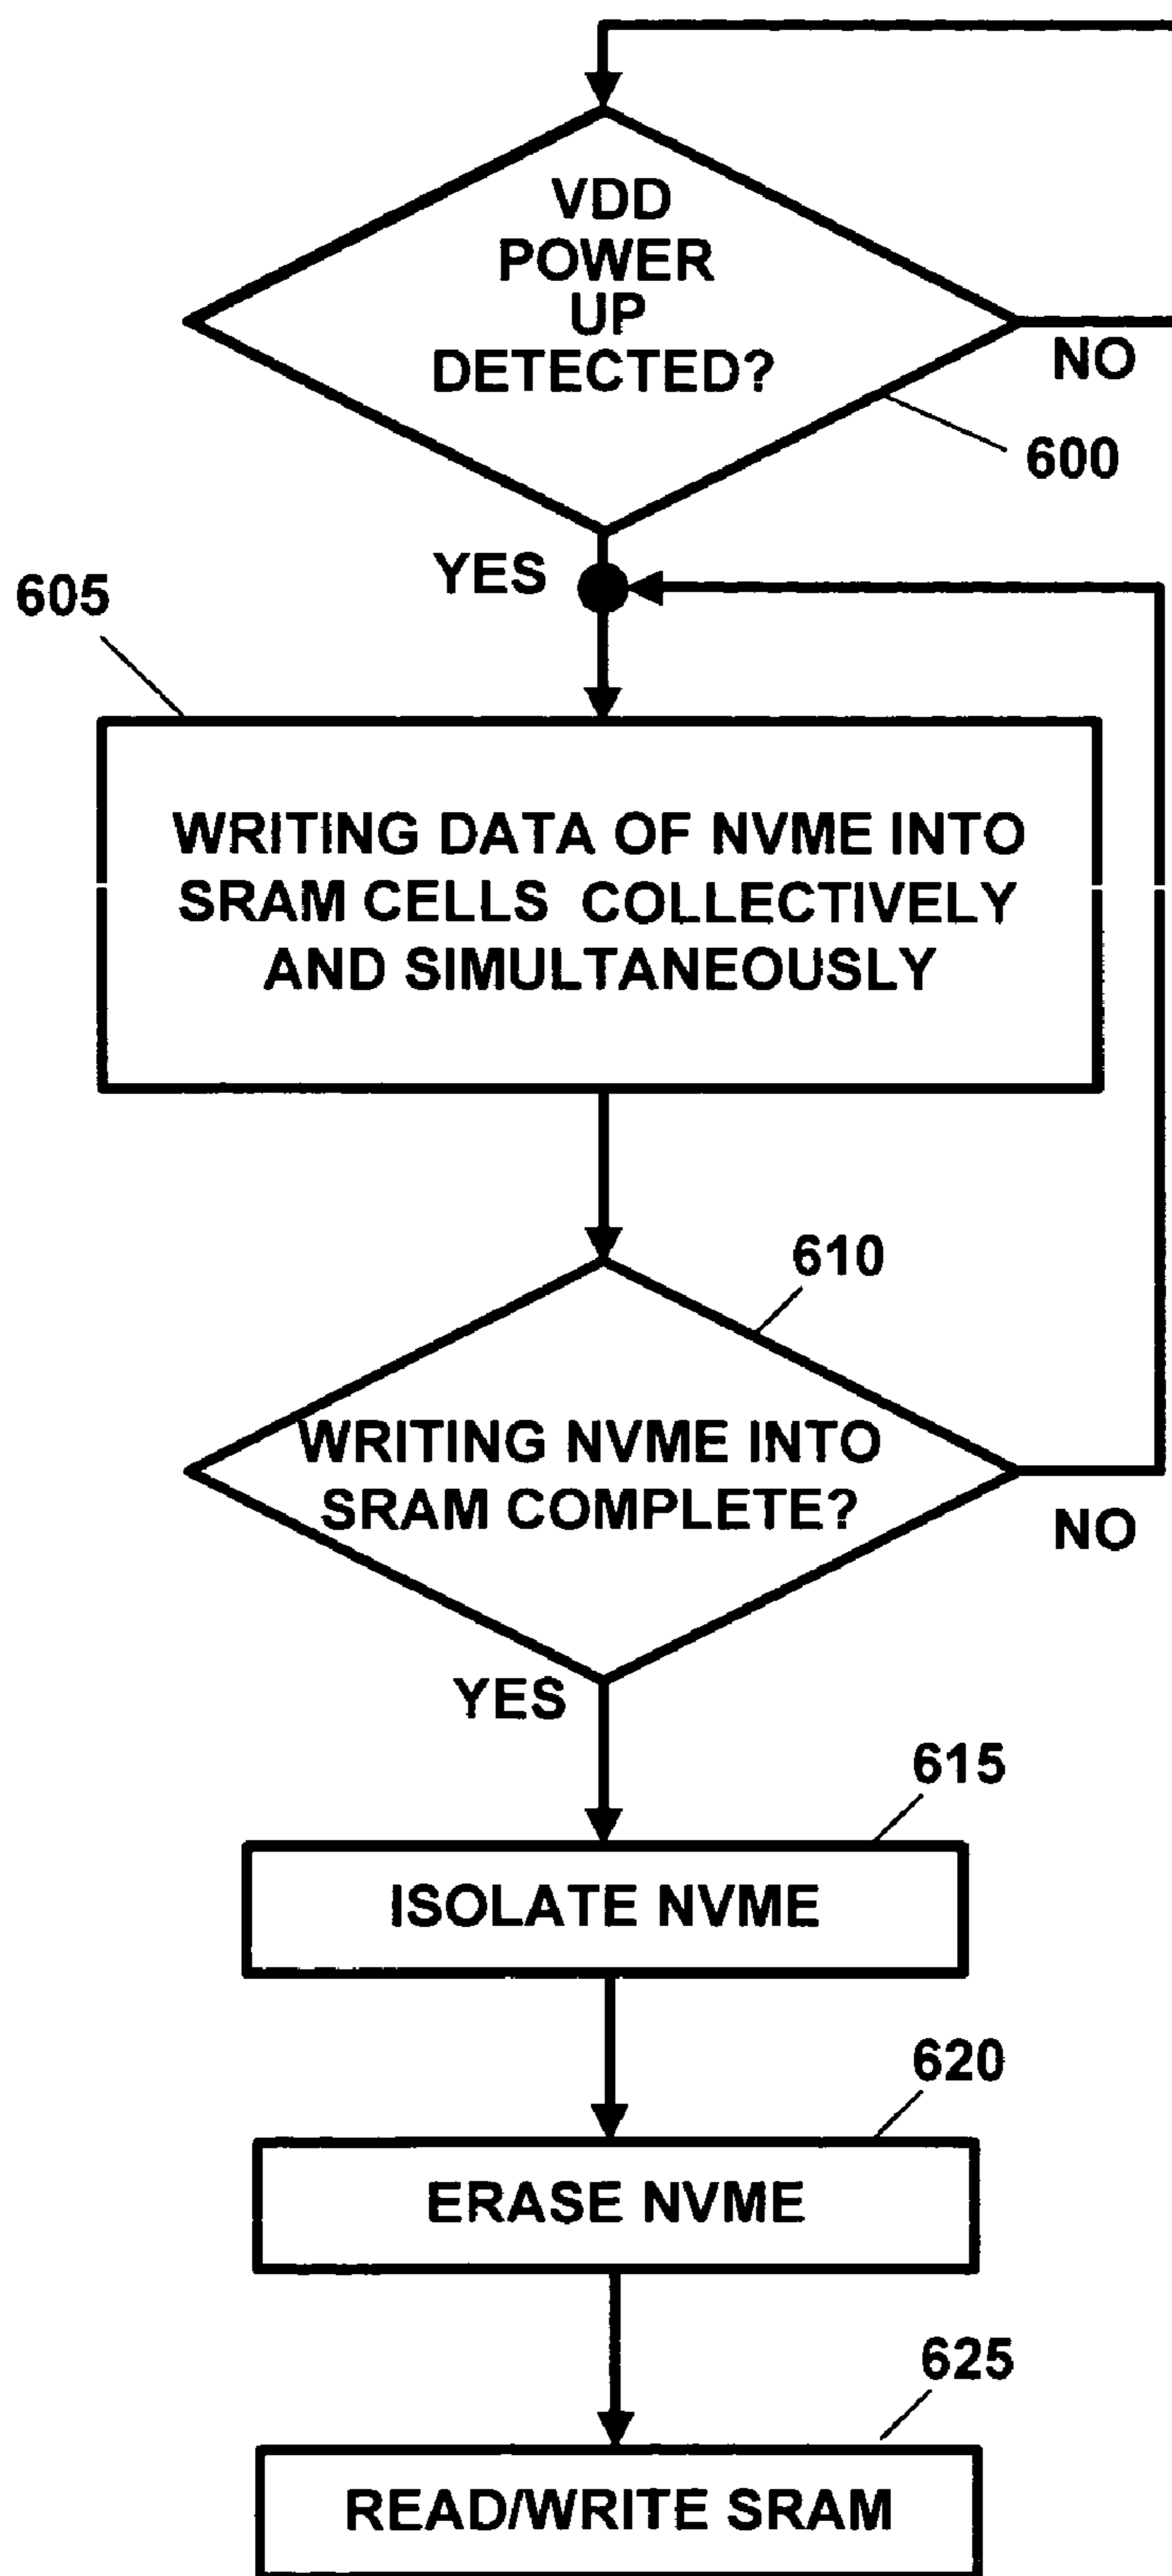 VDD
POWER
UP
DETECTED?
NO
600
YES
605
WRITING DATA OF NVME INTO
SRAM CELLS COLLECTIVELY
AND SIMULTANEOUSLY
610
WRITING NVME INTO
SRAM COMPLETE?
NO
YES
615
ISOLATE NVME
620
ERASE NVME
625
READ/WRITE SRAM